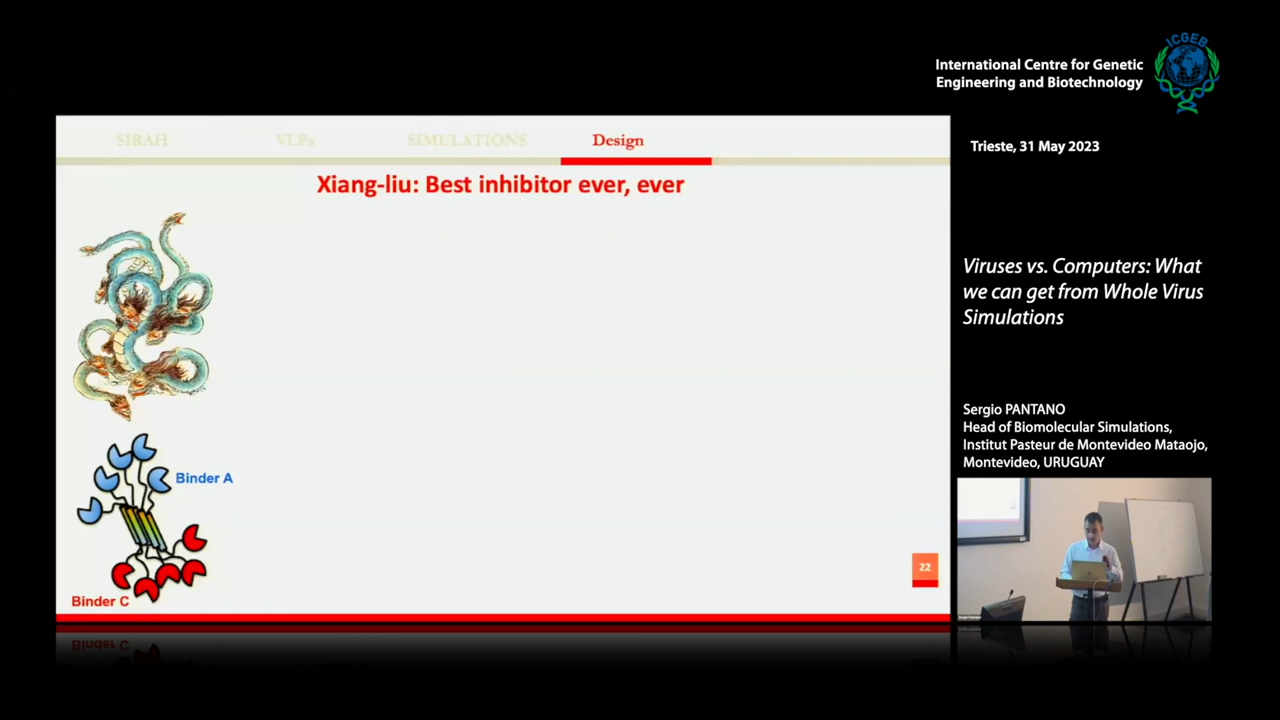 International Centre for Genetic
Engineering and Biotechnology
ICGEB
Trieste, 31 May 2023
SIRAH
VLPs
SIMULATIONS
Design
Xiang-liu: Best inhibitor ever, ever
Binder A
Binder C
22
Viruses vs. Computers: What
we can get from Whole Virus
Simulations
Sergio PANTANO
Head of Biomolecular Simulations,
Institut Pasteur de Montevideo Mataojo,
Montevideo, URUGUAY
Sergio Pantano